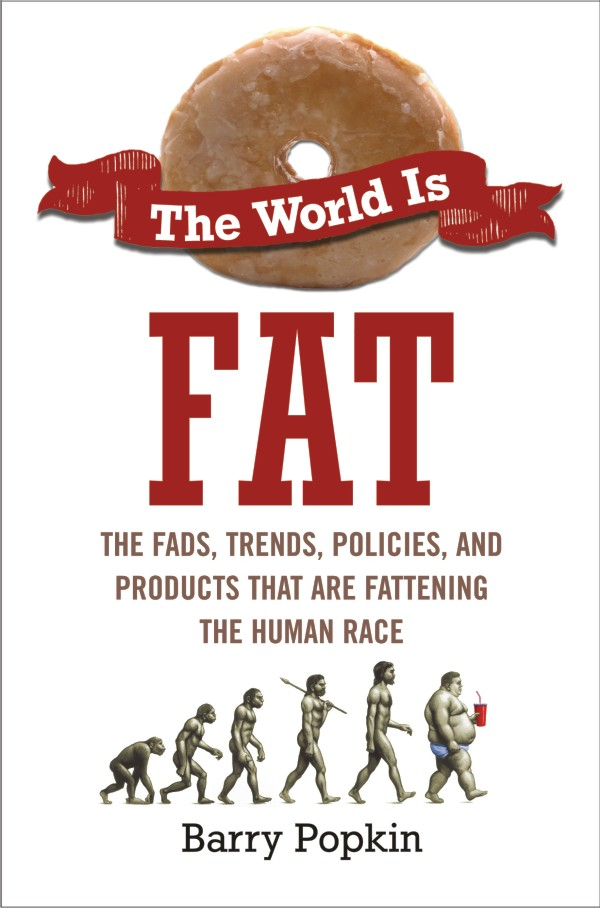 The World Is
FAT
THE FADS, TRENDS, POLICIES, AND
PRODUCTS THAT ARE FATTENING
THE HUMAN RACE
Barry Popkin